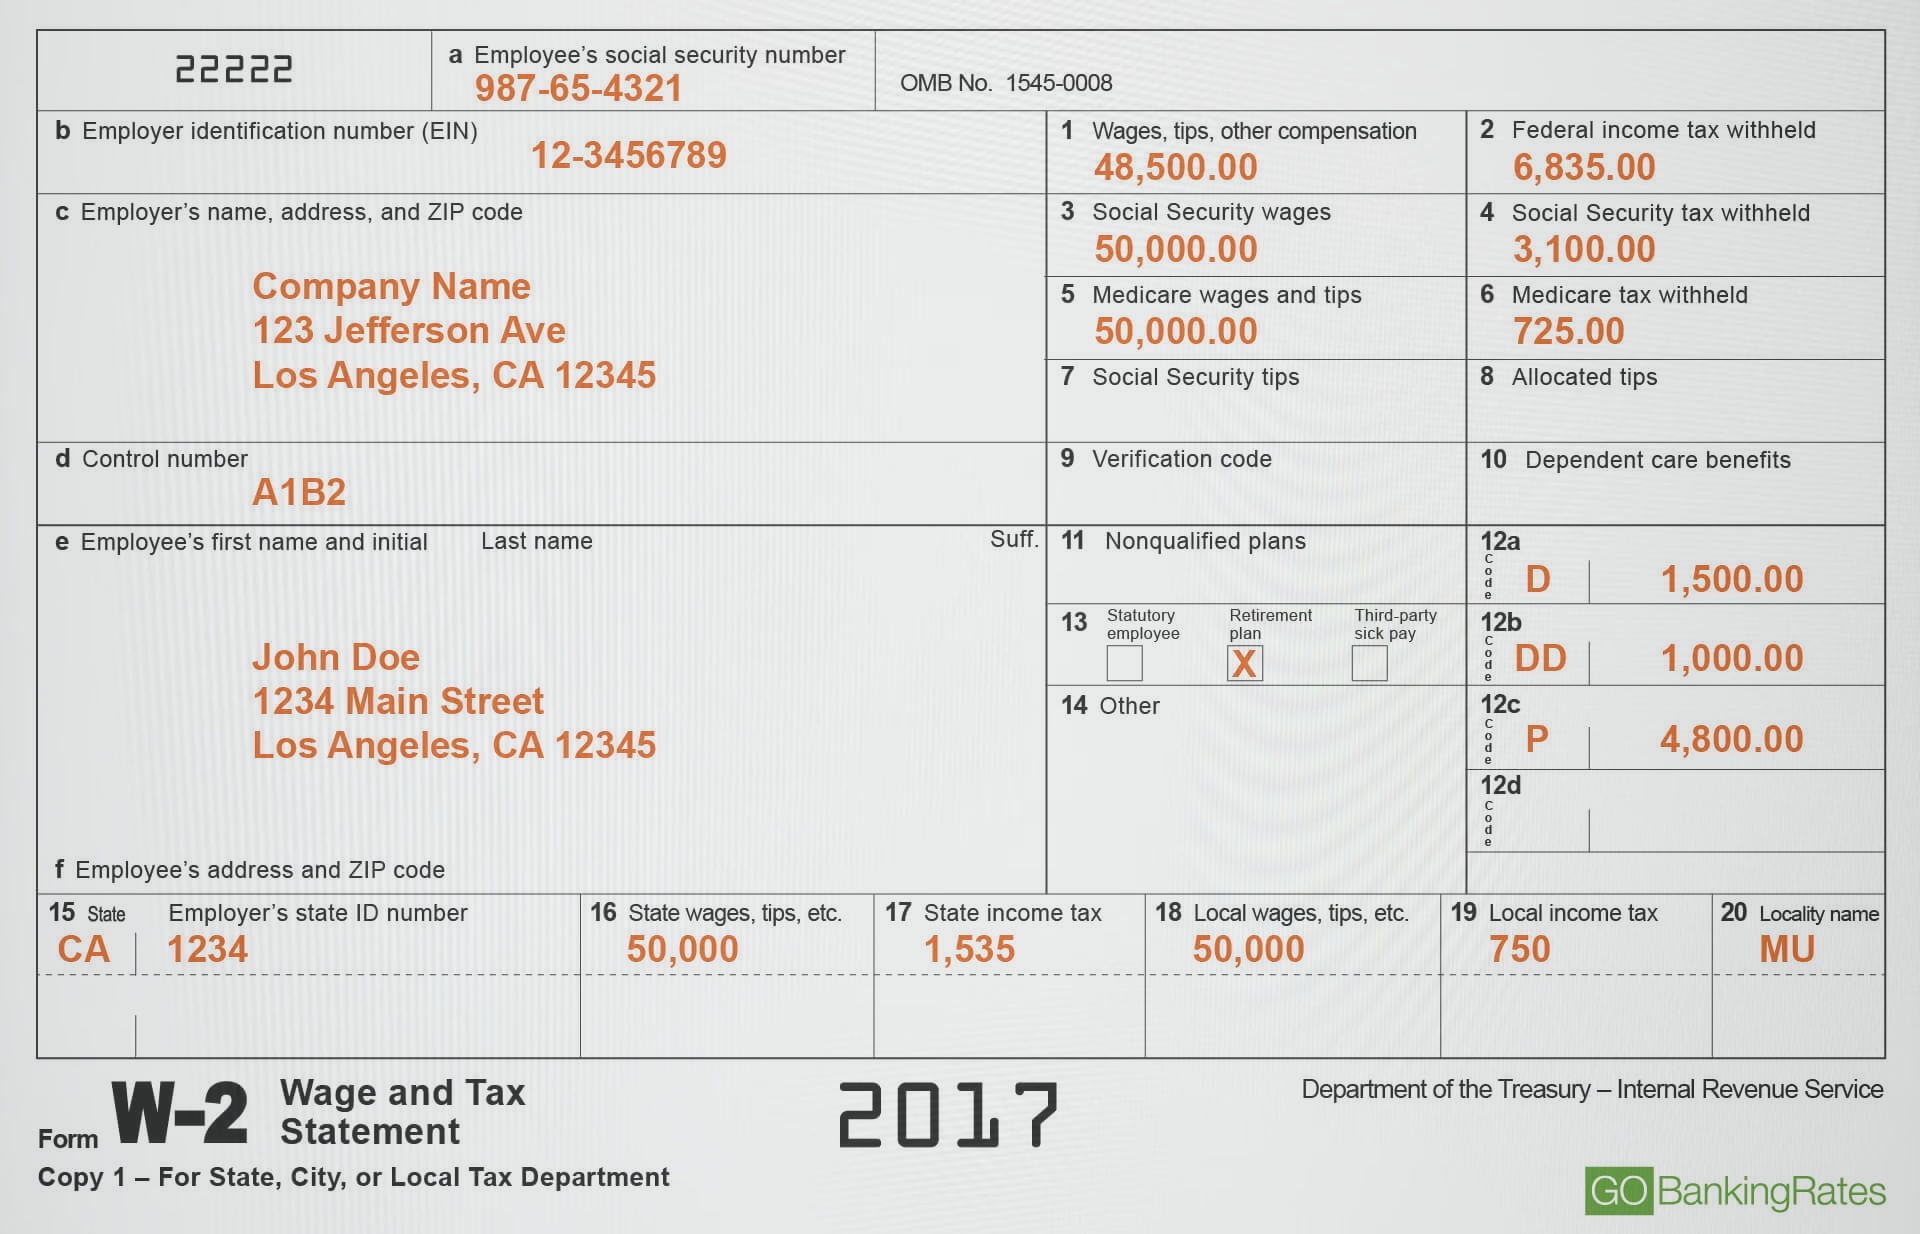 22222
a Employee’s social security number
987-65-4321
OMB No. 1545-0008
b Employer identification number (EIN)
12-3456789
1 Wages, tips, other compensation
48,500.00
2 Federal income tax withheld
6,835.00
c Employer’s name, address, and ZIP code
Company Name
123 Jefferson Ave
Los Angeles, CA 12345
3 Social Security wages
50,000.00
4 Social Security tax withheld
3,100.00
5 Medicare wages and tips
50,000.00
6 Medicare tax withheld
725.00
7 Social Security tips
8 Allocated tips
d Control number
A1B2
9 Verification code
10 Dependent care benefits
e Employee’s first name and initial Last name Suff.
John Doe
1234 Main Street
Los Angeles, CA 12345
f Employee’s address and ZIP code
11 Nonqualified plans
12a
Code D 1,500.00
13 Statutory employee Retirement plan Third-party sick pay
X
12b
Code DD 1,000.00
14 Other
12c
Code P 4,800.00
12d
Code
15 State Employer’s state ID number
CA 1234
16 State wages, tips, etc.
50,000
17 State income tax
1,535
18 Local wages, tips, etc.
50,000
19 Local income tax
750
20 Locality name
MU
Form W-2 Wage and Tax
Statement
2017
Department of the Treasury – Internal Revenue Service
Copy 1 – For State, City, or Local Tax Department
GOBankingRates